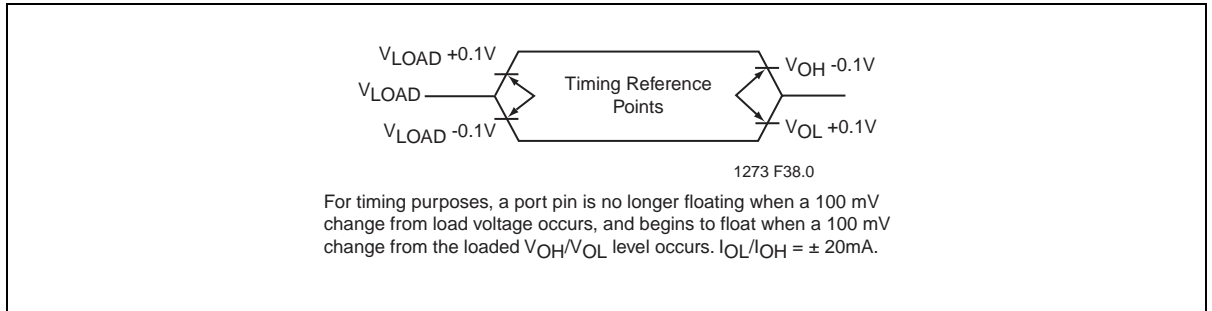 VLOAD +0.1V
VLOAD
VLOAD -0.1V
Timing Reference
Points
VOH -0.1V
VOL +0.1V
1273 F38.0
For timing purposes, a port pin is no longer floating when a 100 mV
change from load voltage occurs, and begins to float when a 100 mV
change from the loaded VOH/VOL level occurs. IOL/IOH = ± 20mA.